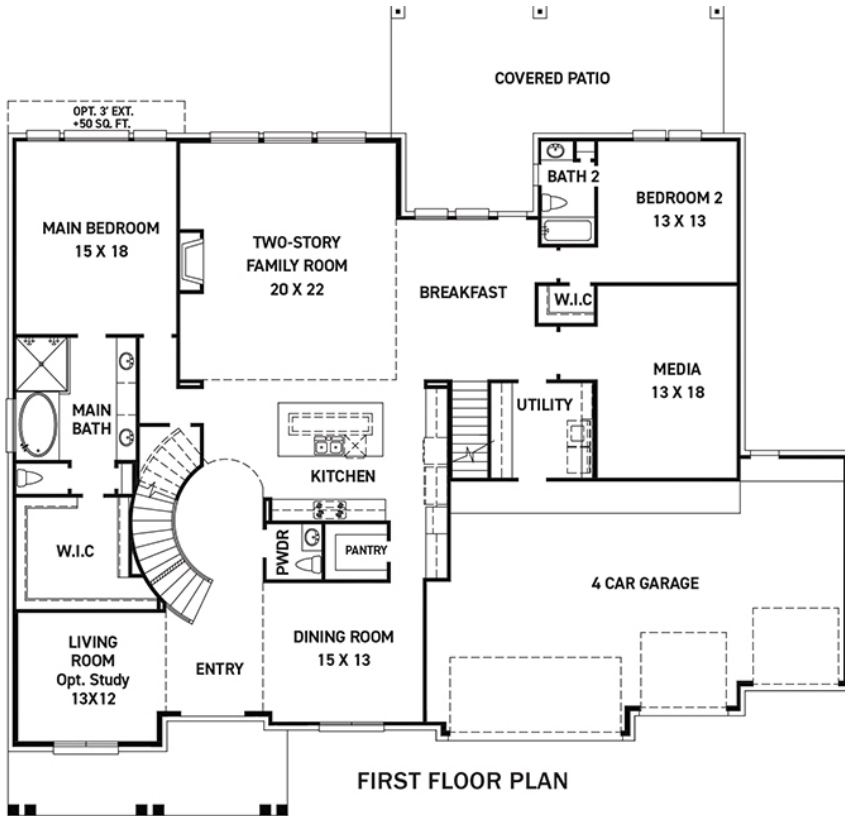 COVERED PATIO
OPT. 3' EXT.
+50 SQ. FT.
MAIN BEDROOM
15 X 18
TWO-STORY
FAMILY ROOM
20 X 22
BREAKFAST
BATH 2
BEDROOM 2
13 X 13
W.I.C
MEDIA
13 X 18
MAIN
BATH
UTILITY
KITCHEN
W.I.C
PWDR
PANTRY
4 CAR GARAGE
LIVING
ROOM
Opt. Study
13X12
ENTRY
DINING ROOM
15 X 13
FIRST FLOOR PLAN